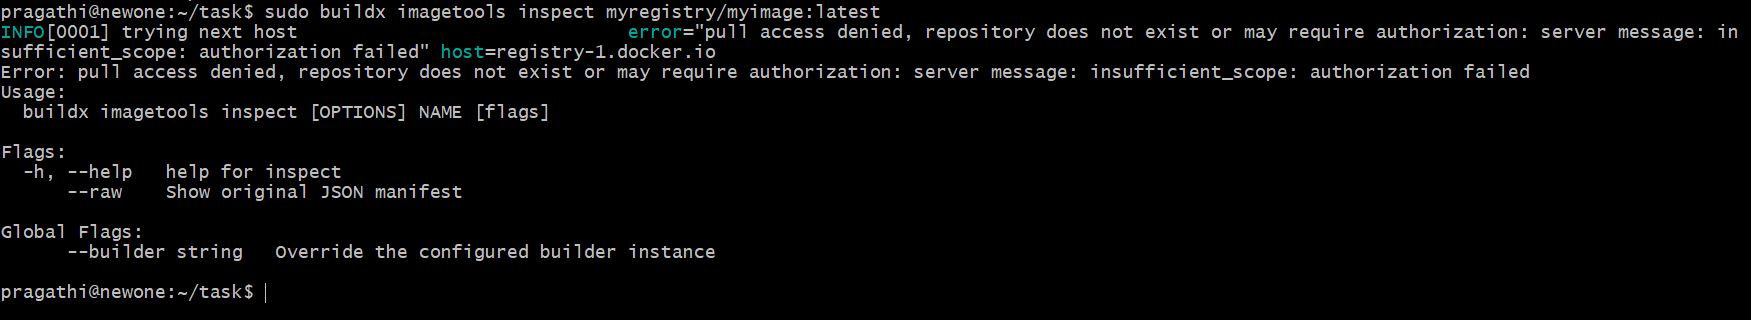 pragathi@newone:~/task$ sudo buildx imagetools inspect myregistry/myimage:latest
INFO[0001] trying next host                              error="pull access denied, repository does not exist or may require authorization: server message: in
sufficient_scope: authorization failed" host=registry-1.docker.io
Error: pull access denied, repository does not exist or may require authorization: server message: insufficient_scope: authorization failed
Usage:
  buildx imagetools inspect [OPTIONS] NAME [flags]

Flags:
  -h, --help   help for inspect
      --raw    Show original JSON manifest

Global Flags:
      --builder string   Override the configured builder instance

pragathi@newone:~/task$